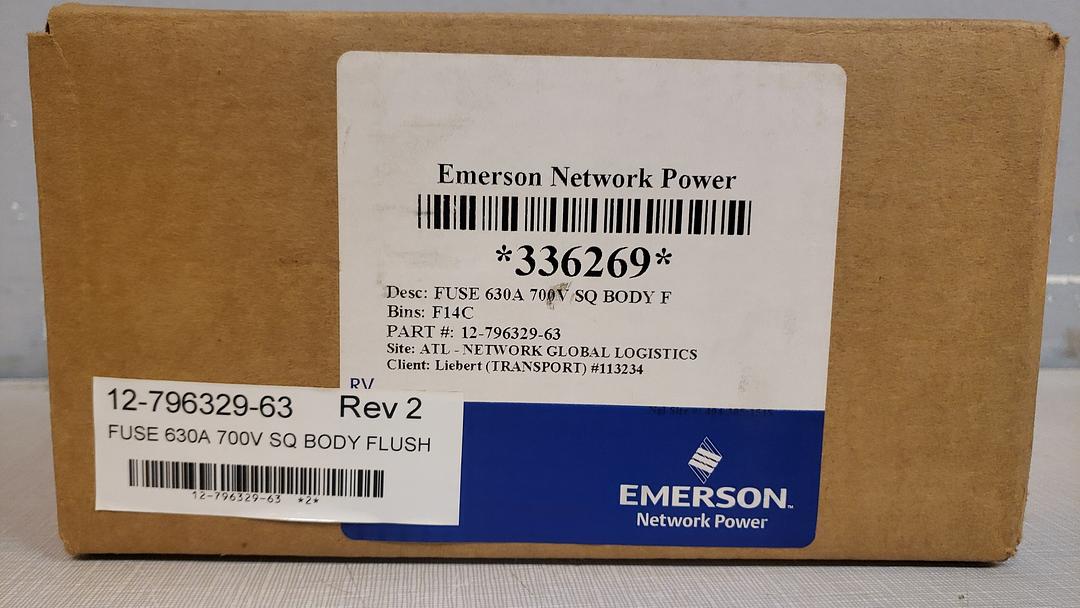 Emerson Network Power
*336269*
Desc: FUSE 630A 700V SQ BODY F
Bins: F14C
PART #: 12-796329-63
Site: ATL - NETWORK GLOBAL LOGISTICS
Client: Liebert (TRANSPORT) #113234
RV
12-796329-63 Rev 2
FUSE 630A 700V SQ BODY FLUSH
12-796329-63 *2*
EMERSON™
Network Power